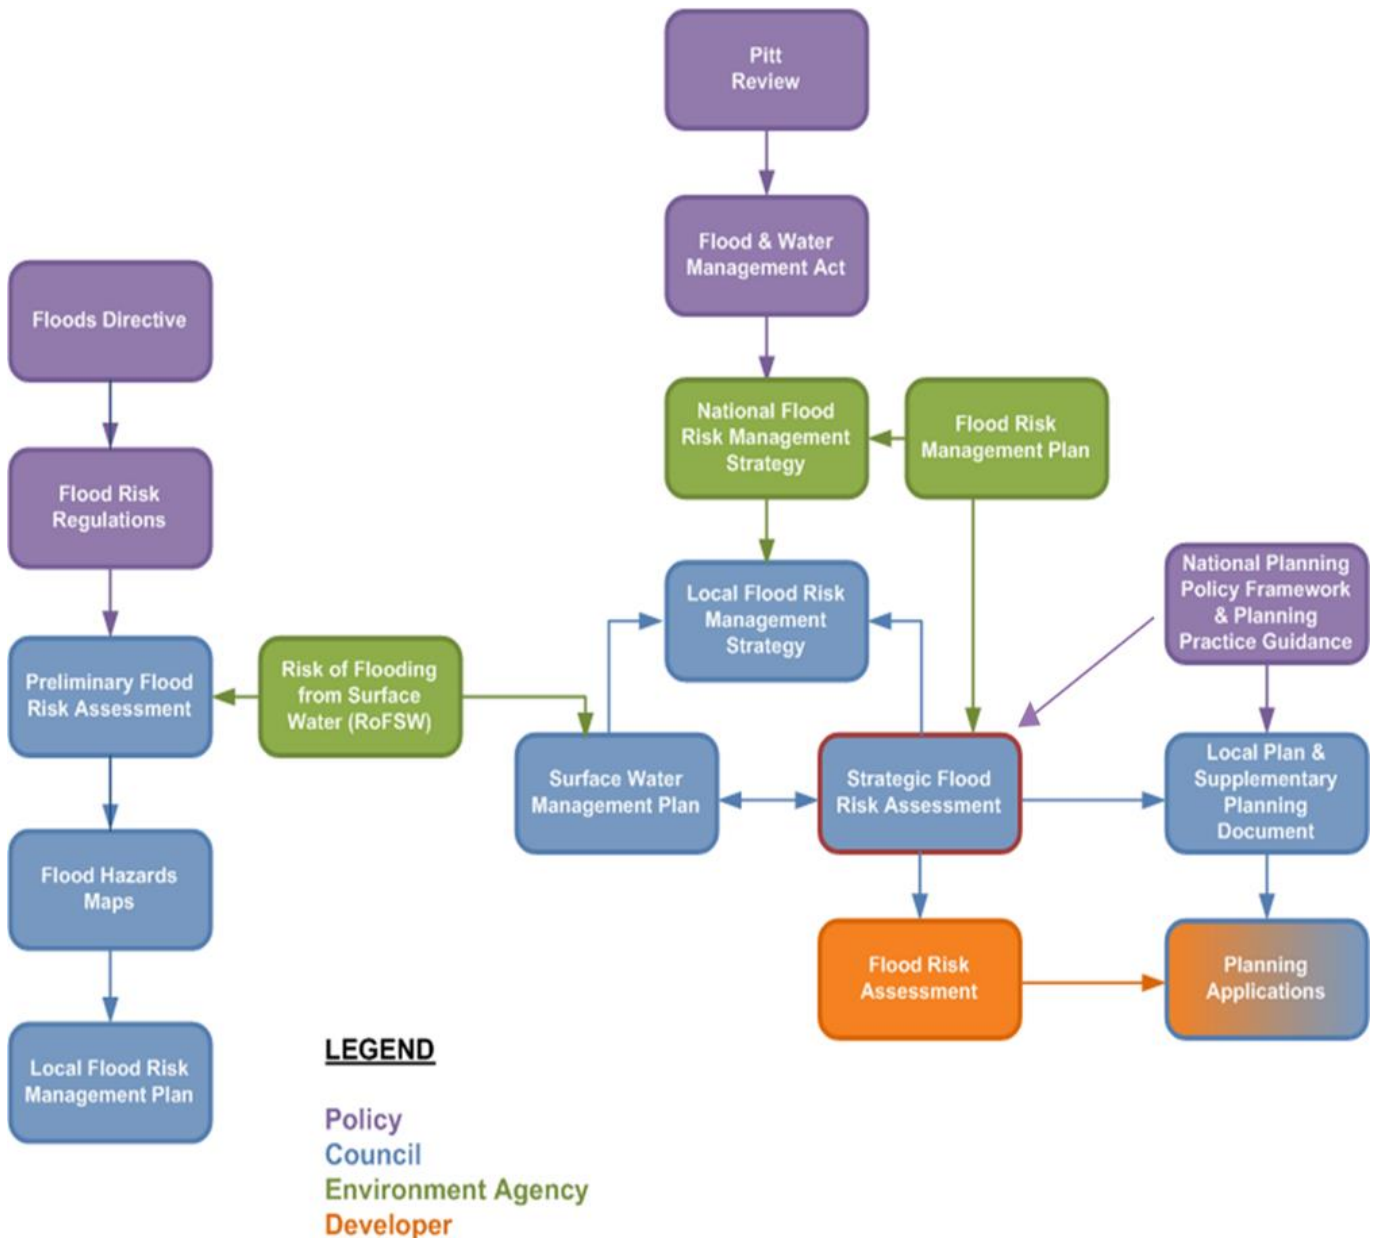 Pitt
Review
Flood & Water
Management Act
Floods Directive
National Flood
Risk Management
Strategy
Flood Risk
Management Plan
Flood Risk
Regulations
National Planning
Policy Framework
& Planning
Practice Guidance
Local Flood Risk
Management
Strategy
Preliminary Flood
Risk Assessment
Risk of Flooding
from Surface
Water (RoFSW)
Surface Water
Management Plan
Strategic Flood
Risk Assessment
Local Plan &
Supplementary
Planning
Document
Flood Hazards
Maps
Flood Risk
Assessment
Planning
Applications
Local Flood Risk
Management Plan
LEGEND
Policy
Council
Environment Agency
Developer